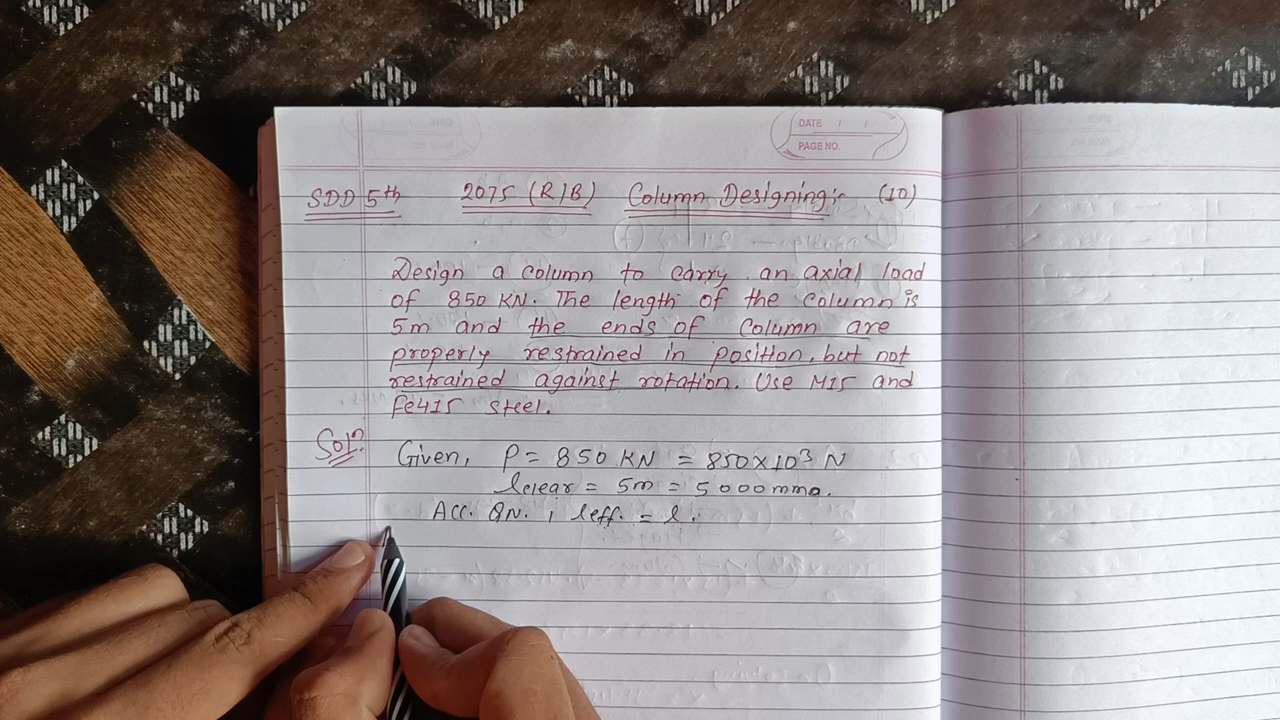 DATE / /
PAGE NO.
SDD 5th 2075 (R/B) Column Designing:- (10)
Design a column to carry an axial load
of 850 KN. The length of the column is
5m and the ends of column are
properly restrained in position, but not
restrained against rotation. Use M15 and
Fe415 steel.
Soln:
Given, P = 850 KN = 850×10³ N
lclear = 5m = 5000mm.
Acc. QN. , leff. = l.